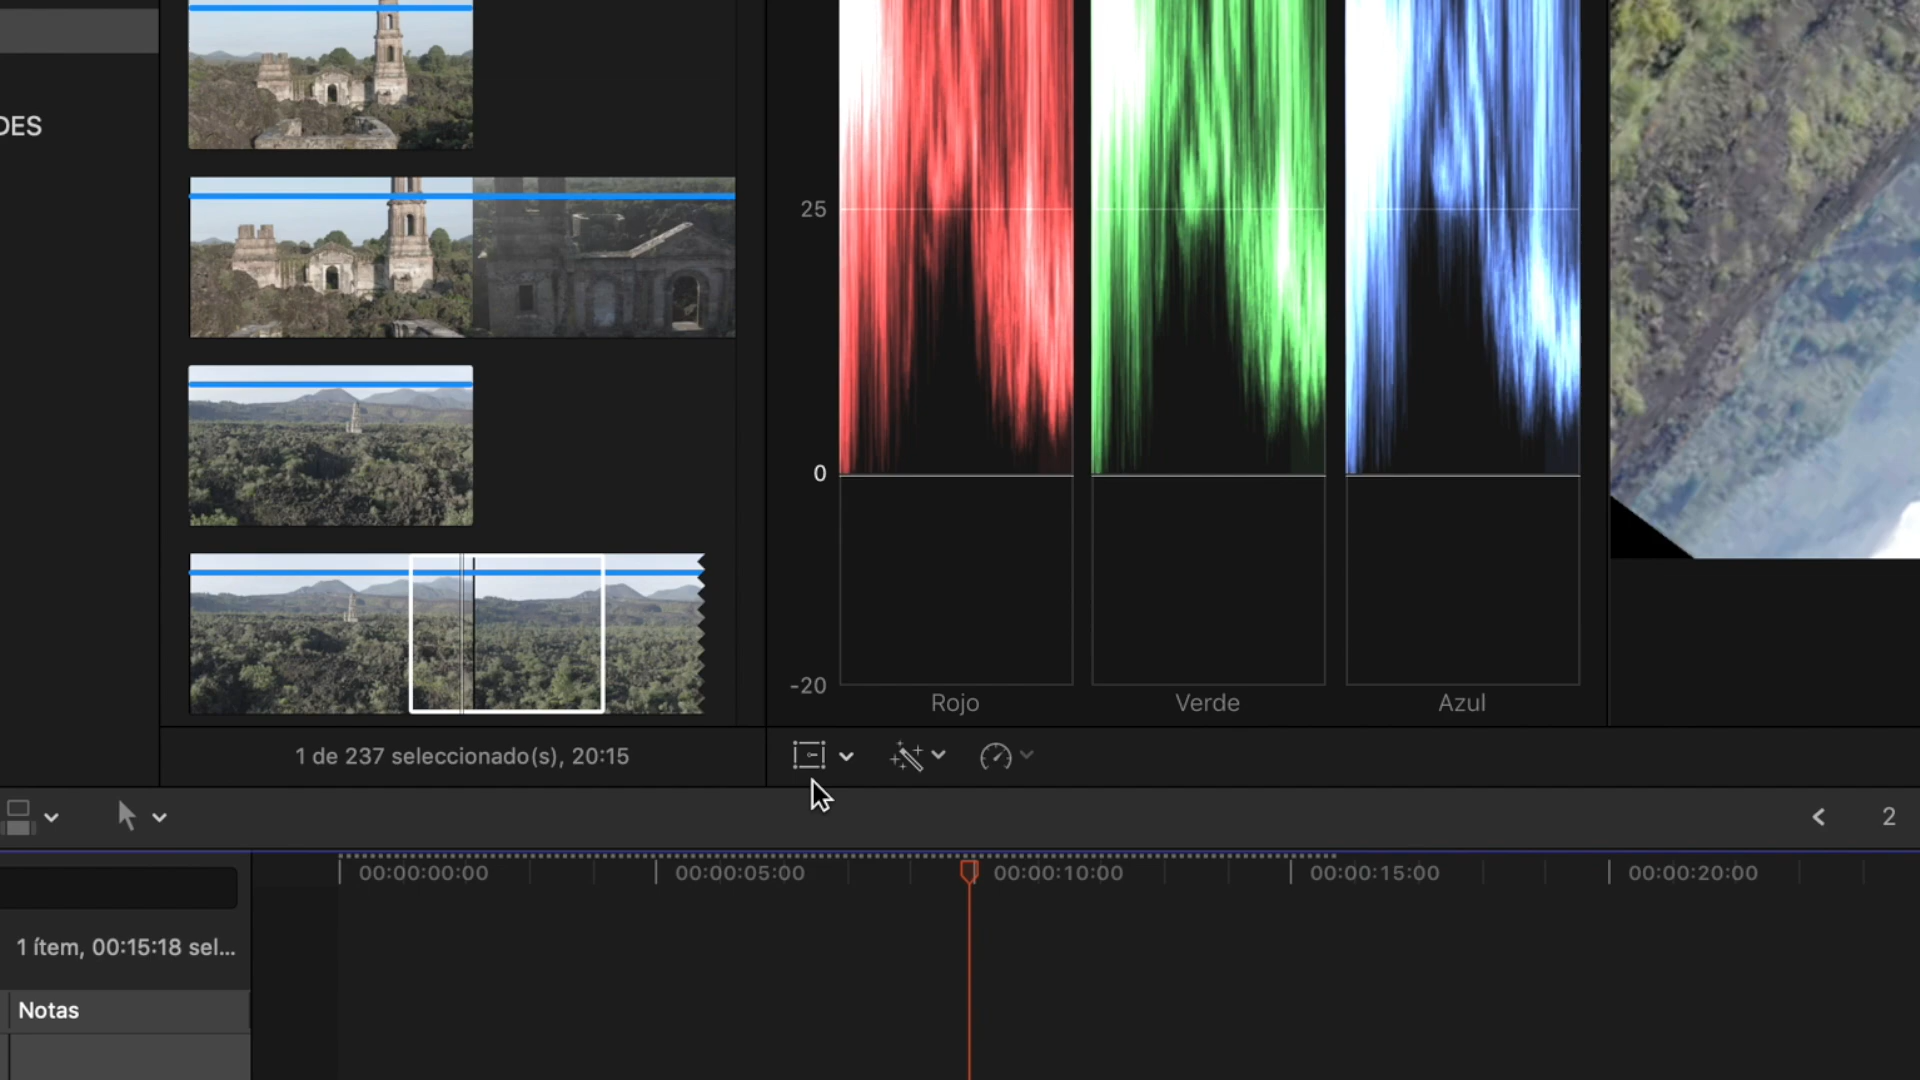 DES
25
0
-20
Rojo
Verde
Azul
1 de 237 seleccionado(s), 20:15
2
00:00:00:00
00:00:05:00
00:00:10:00
00:00:15:00
00:00:20:00
1 ítem, 00:15:18 sel...
Notas